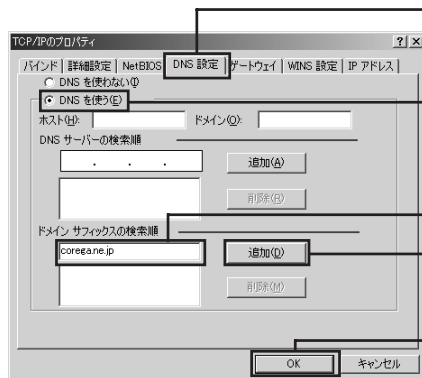 TCP/IPのプロパティ
バインド 詳細設定 NetBIOS DNS 設定 ゲートウェイ WINS 設定 IP アドレス
DNS を使わない(I)
DNS を使う(E)
ホスト(H): ドメイン(O):
DNS サーバーの検索順
. . . 追加(A)
削除(R)
ドメイン サフィックスの検索順
corega.ne.jp 追加(D)
削除(M)
OK キャンセル